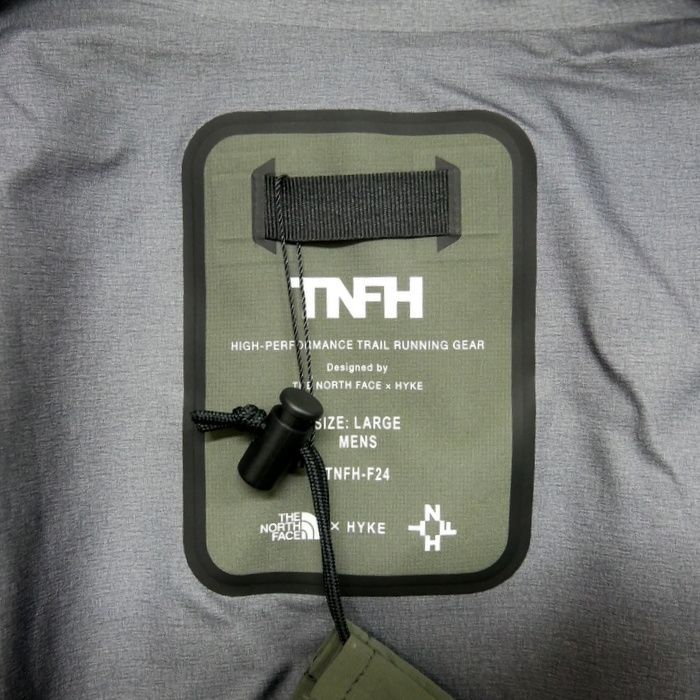 TNFH
HIGH-PERFORMANCE TRAIL RUNNING GEAR
Designed by
THE NORTH FACE × HYKE
SIZE: LARGE
MENS
TNFH-F24
THE
NORTH
FACE × HYKE
N
F
H